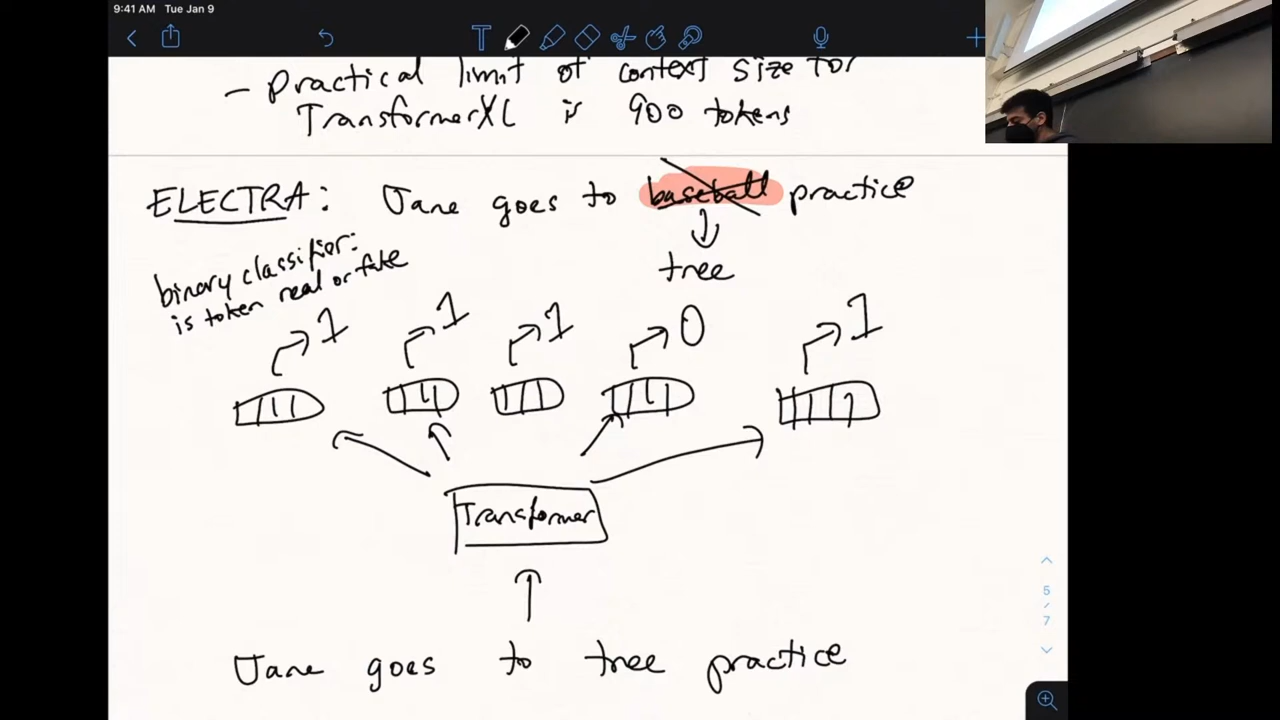 9:41 AM Tue Jan 9
- Practical limit of context size for
TransformerXL is 900 tokens
ELECTRA: Jane goes to baseball practice
tree
binary classifier:
is token real or fake
1 1 1 0 1
Transformer
Jane goes to tree practice
5
/
7